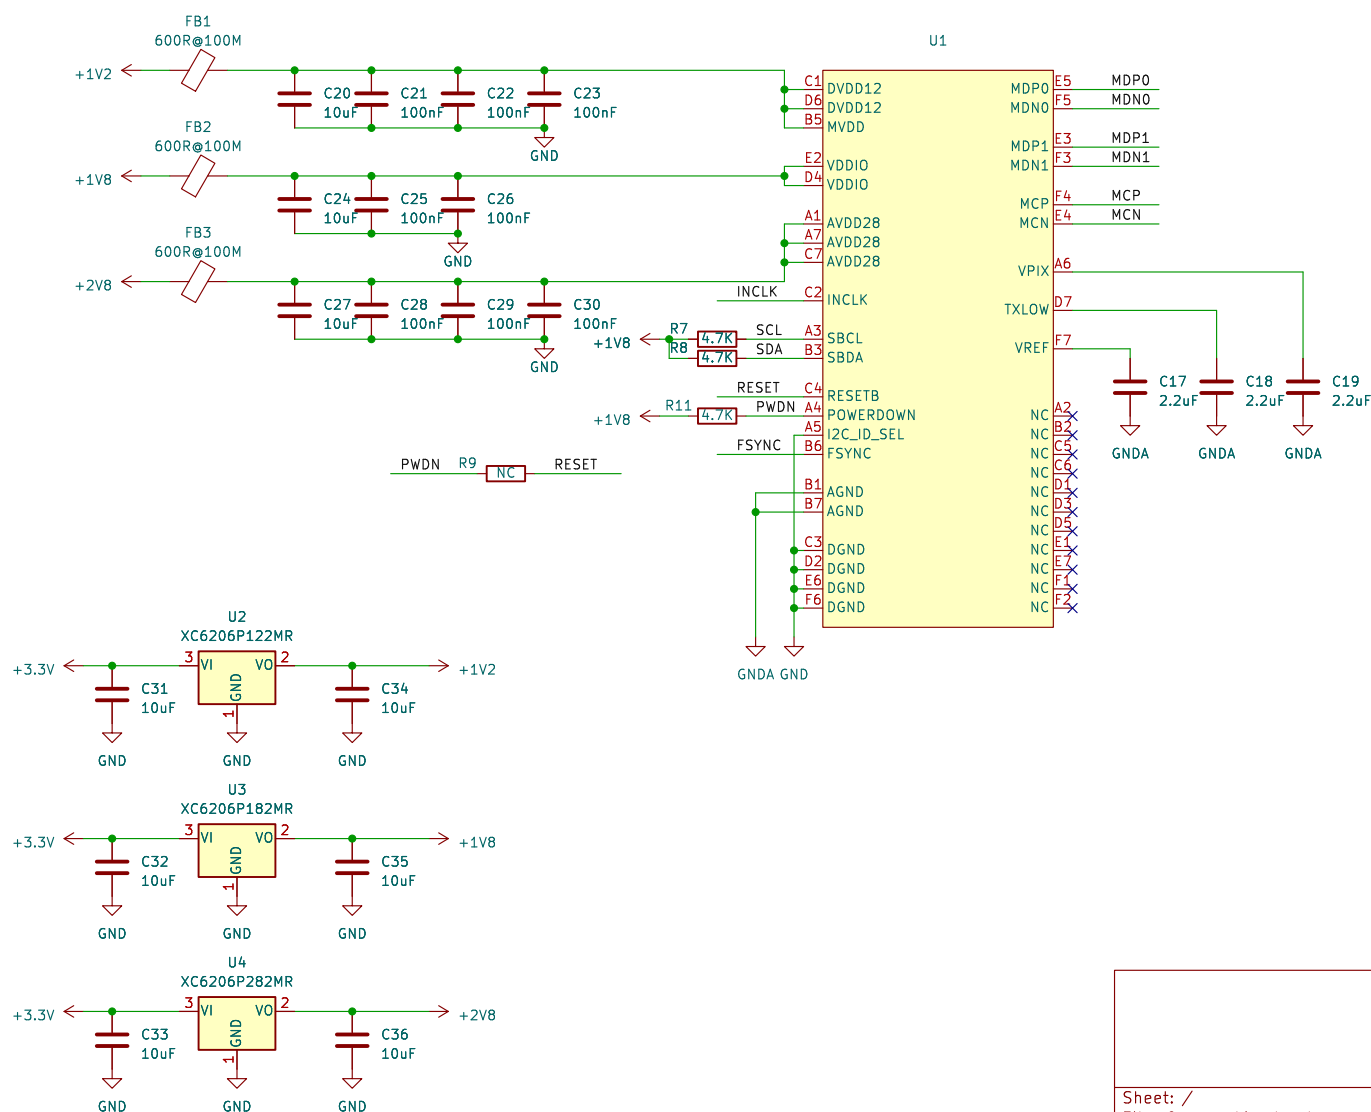 FB1
600R@100M
+1V2
C20
10uF
C21
100nF
C22
100nF
C23
100nF
GND
FB2
600R@100M
+1V8
C24
10uF
C25
100nF
C26
100nF
GND
FB3
600R@100M
+2V8
C27
10uF
C28
100nF
C29
100nF
C30
100nF
GND
U1
C1 DVDD12
D6 DVDD12
B5 MVDD
E2 VDDIO
D4 VDDIO
A1 AVDD28
A7 AVDD28
C7 AVDD28
INCLK C2 INCLK
+1V8 R7 4.7K SCL A3 SBCL
R8 4.7K SDA B3 SBDA
RESET C4 RESETB
+1V8 R11 4.7K PWDN A4 POWERDOWN
A5 I2C_ID_SEL
FSYNC B6 FSYNC
B1 AGND
B7 AGND
C3 DGND
D2 DGND
E6 DGND
F6 DGND
GNDA GND
MDP0 E5 MDP0
MDN0 F5 MDN0
MDP1 E3 MDP1
MDN1 F3 MDN1
MCP F4 MCP
MCN E4 MCN
VPIX A6
TXLOW D7
VREF F7
NC A2
NC B2
NC C5
NC C6
NC D1
NC D3
NC D5
NC E1
NC E7
NC F1
NC F2
C17
2.2uF
GNDA
C18
2.2uF
GNDA
C19
2.2uF
GNDA
PWDN R9 NC RESET
U2
XC6206P122MR
+3.3V 3 VI VO 2 +1V2
GND
1
C31
10uF
C34
10uF
GND GND GND
U3
XC6206P182MR
+3.3V 3 VI VO 2 +1V8
GND
1
C32
10uF
C35
10uF
GND GND GND
U4
XC6206P282MR
+3.3V 3 VI VO 2 +2V8
GND
1
C33
10uF
C36
10uF
GND GND GND
Sheet: /